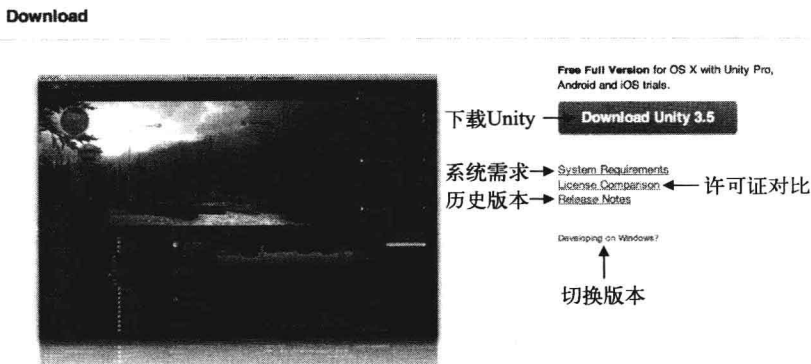 Download
Free Full Version for OS X with Unity Pro,
Android and iOS trials.
下载Unity
Download Unity 3.5
系统需求
System Requirements
License Comparison
许可证对比
历史版本
Release Notes
Developing on Windows?
切换版本